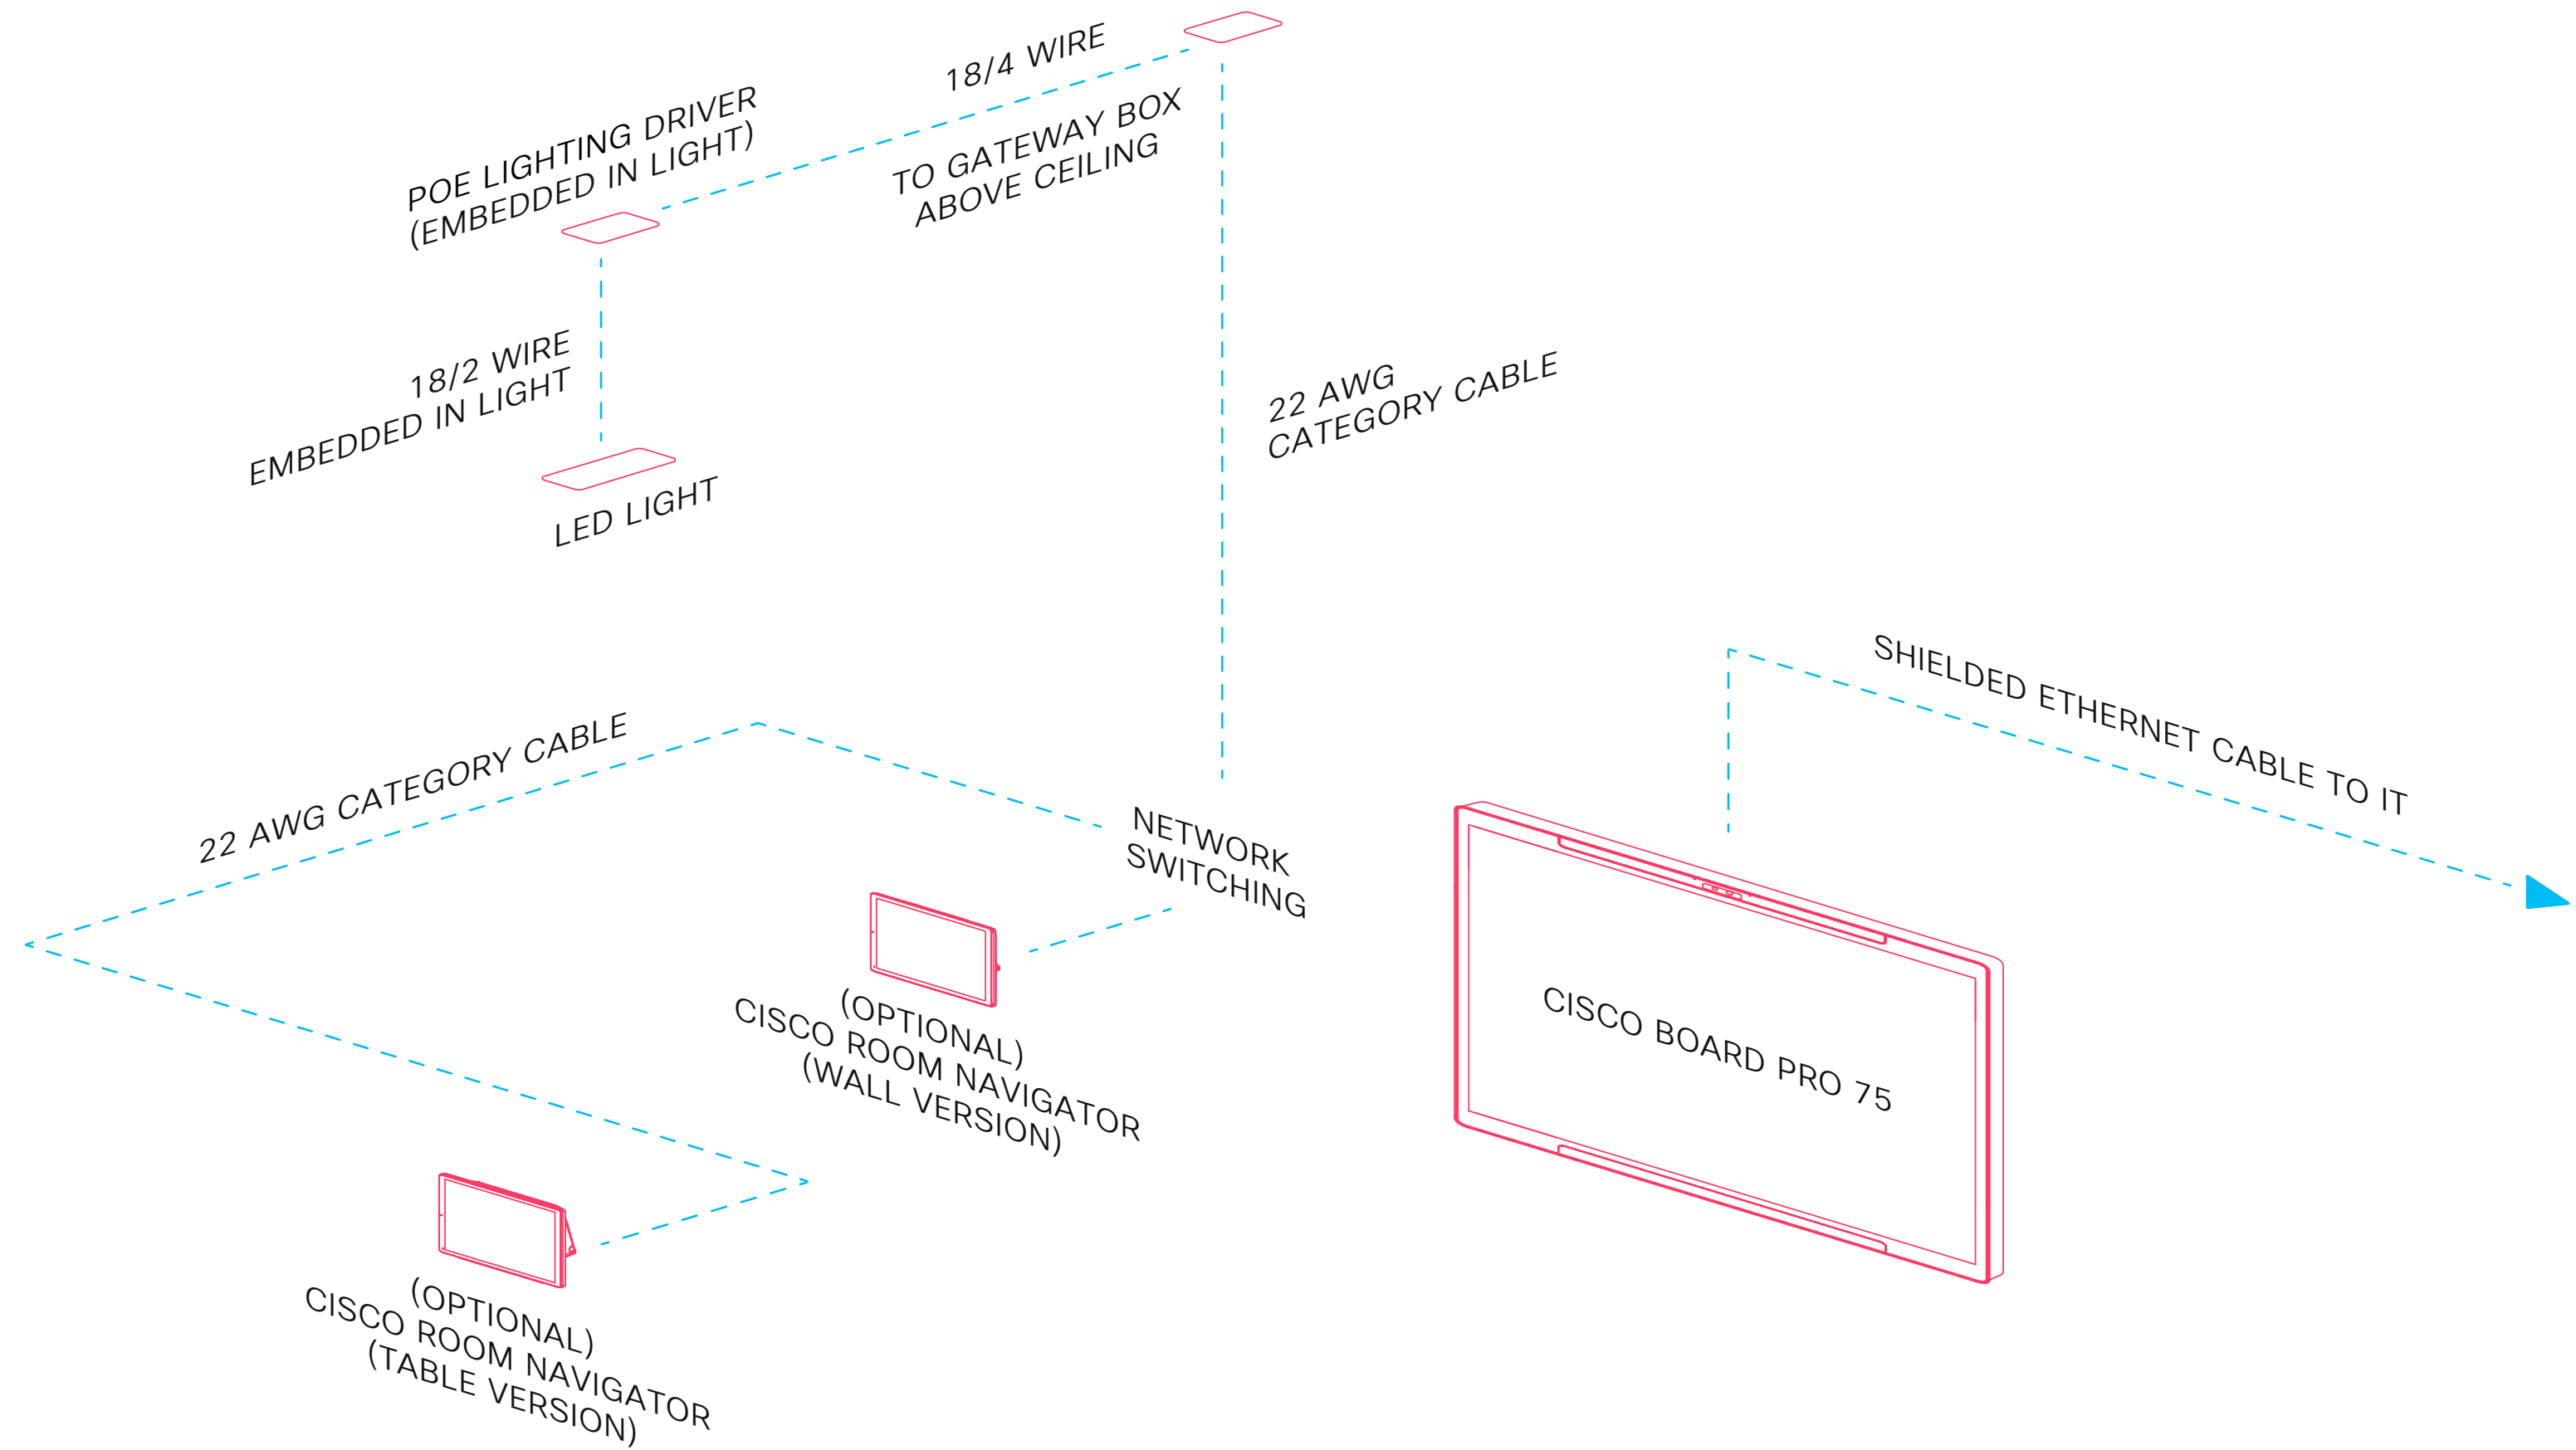 18/4 WIRE
TO GATEWAY BOX
ABOVE CEILING
POE LIGHTING DRIVER
(EMBEDDED IN LIGHT)
18/2 WIRE
EMBEDDED IN LIGHT
LED LIGHT
22 AWG
CATEGORY CABLE
SHIELDED ETHERNET CABLE TO IT
22 AWG CATEGORY CABLE
NETWORK
SWITCHING
(OPTIONAL)
CISCO ROOM NAVIGATOR
(WALL VERSION)
CISCO BOARD PRO 75
(OPTIONAL)
CISCO ROOM NAVIGATOR
(TABLE VERSION)